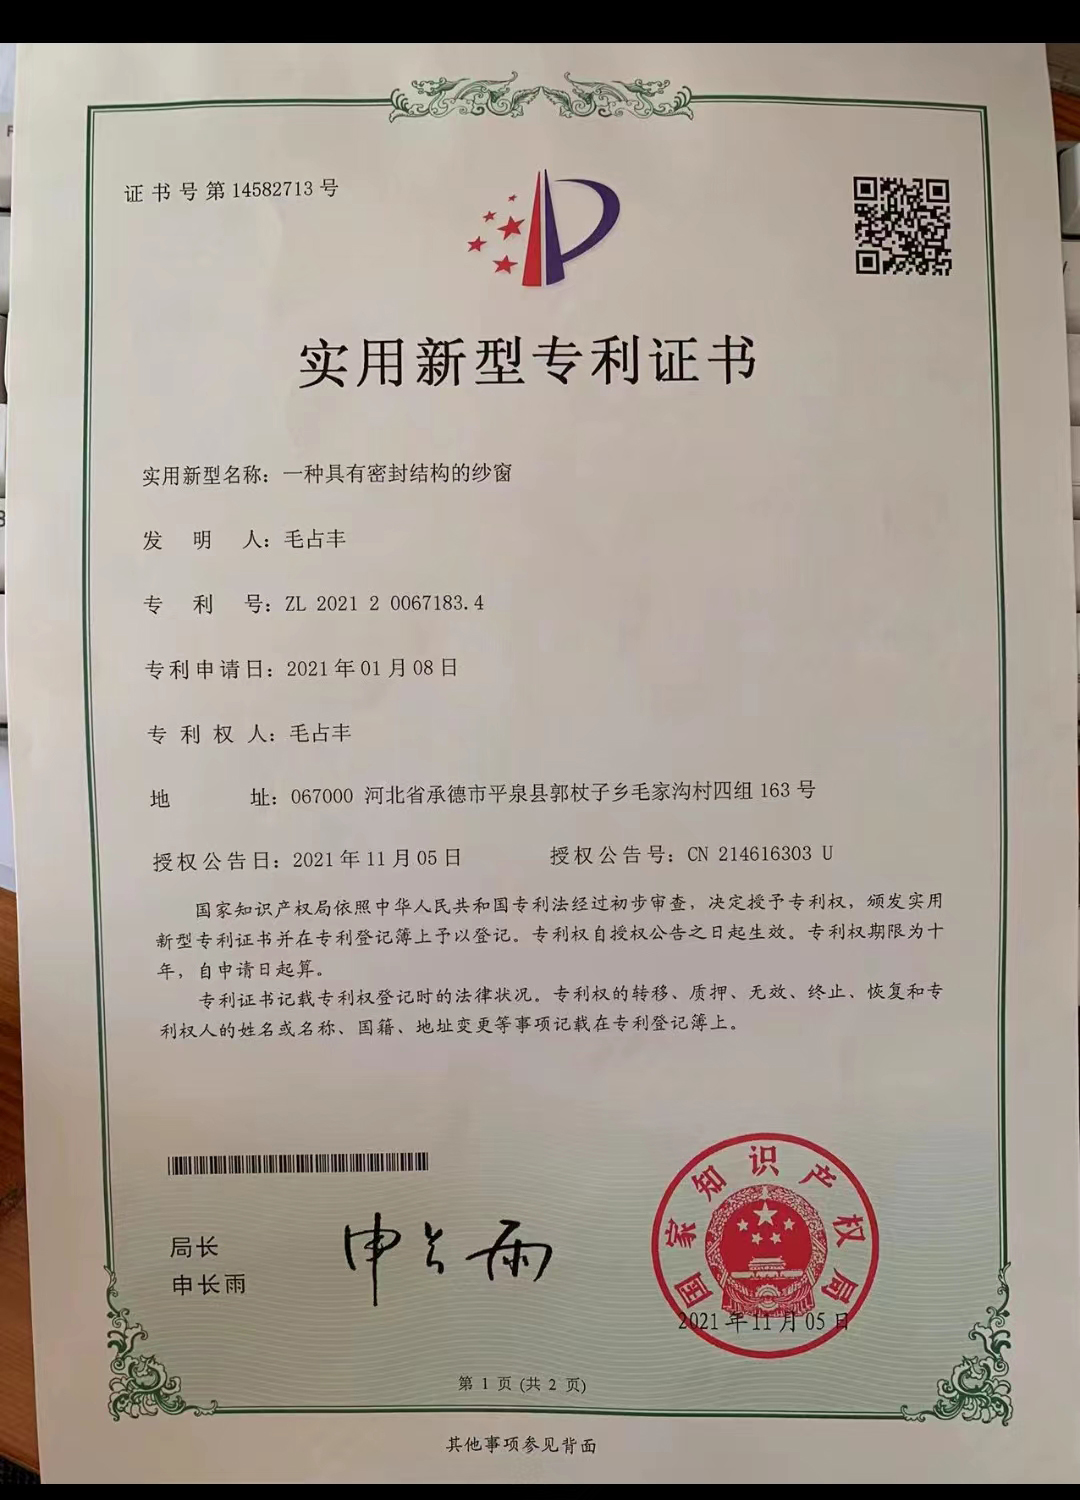 证书号第14582713号
实用新型专利证书
实用新型名称：一种具有密封结构的纱窗
发明人：毛占丰
专利号：ZL 2021 2 0067183.4
专利申请日：2021年01月08日
专利权人：毛占丰
地址：067000 河北省承德市平泉县郭杖子乡毛家沟村四组163号
授权公告日：2021年11月05日 授权公告号：CN 214616303 U
国家知识产权局依照中华人民共和国专利法经过初步审查，决定授予专利权，颁发实用
新型专利证书并在专利登记簿上予以登记。专利权自授权公告之日起生效。专利权期限为十
年，自申请日起算。
专利证书记载专利权登记时的法律状况。专利权的转移、质押、无效、终止、恢复和专
利权人的姓名或名称、国籍、地址变更等事项记载在专利登记簿上。
局长
申长雨
申长雨
国家知识产权局
2021年11月05日
第 1 页 (共 2 页)
其他事项参见背面